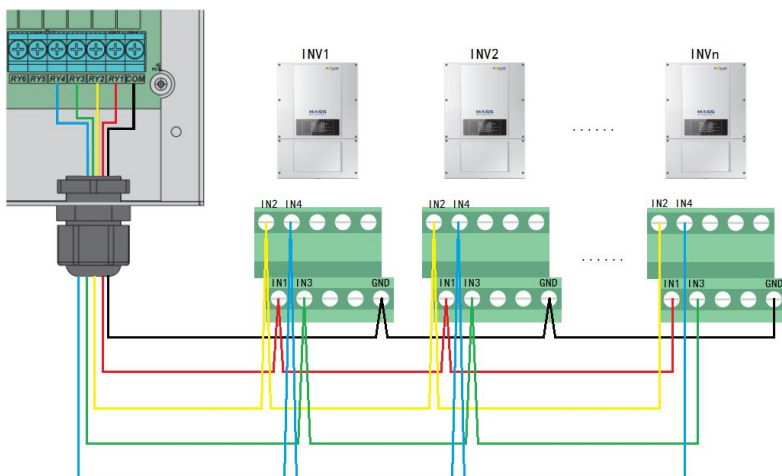 INV1 INV2 INVn
RY6 RY5 RY4 RY3 RY2 RY1 COM
......
IN2 IN4 IN2 IN4 IN2 IN4
......
IN1 IN3 GND IN1 IN3 GND IN1 IN3 GND